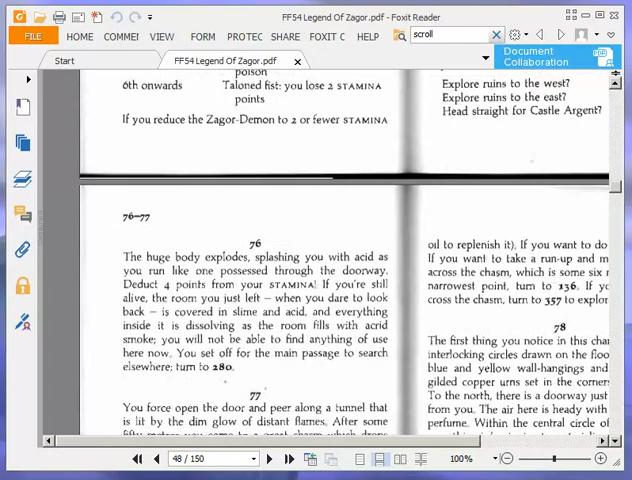 FF54 Legend Of Zagor.pdf - Foxit Reader
FILE HOME COMMEI VIEW FORM PROTEC SHARE FOXIT C HELP scroll
Start FF54 Legend Of Zagor.pdf
Document Collaboration
poison
6th onwards Taloned fist: you lose 2 STAMINA
points
If you reduce the Zagor-Demon to 2 or fewer STAMINA
Explore ruins to the west?
Explore ruins to the east?
Head straight for Castle Argent?
76–77
76
The huge body explodes, splashing you with acid as
you run like one possessed through the doorway.
Deduct 4 points from your STAMINA! If you're still
alive, the room you just left – when you dare to look
back – is covered in slime and acid, and everything
inside it is dissolving as the room fills with acrid
smoke; you will not be able to find anything of use
here now. You set off for the main passage to search
elsewhere; turn to 280.
77
You force open the door and peer along a tunnel that
is lit by the dim glow of distant flames. After some
fifty metres you come to a great chasm which drops
oil to replenish it). If you want to do
If you want to take a run-up and
across the chasm, which is some six
narrowest point, turn to 136. If
cross the chasm, turn to 357 to explor
78
The first thing you notice in this cha
interlocking circles drawn on the floo
blue and yellow wall-hangings and
gilded copper urns set in the corner
To the north, there is a doorway just
from you. The air here is heady with
perfume. Within the central circle of
48 / 150
100%